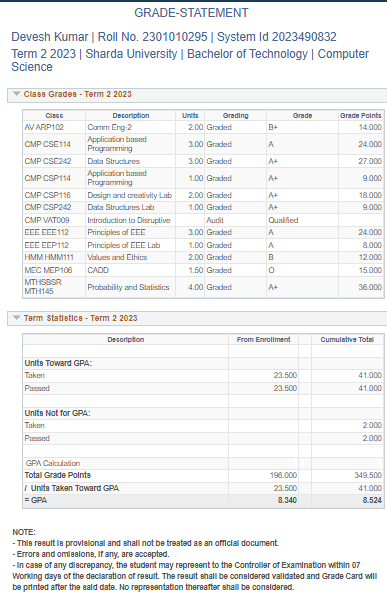 GRADE-STATEMENT
Devesh Kumar | Roll No. 2301010295 | System Id 2023490832
Term 2 2023 | Sharda University | Bachelor of Technology | Computer
Science
Class Grades - Term 2 2023
Class Description Units Grading Grade Grade Points
AV ARP102 Comm Eng-2 2.00 Graded B+ 14.000
CMP CSE114 Application based Programming 3.00 Graded A 24.000
CMP CSE242 Data Structures 3.00 Graded A+ 27.000
CMP CSP114 Application based Programming 1.00 Graded A+ 9.000
CMP CSP116 Design and creativity Lab 2.00 Graded A+ 18.000
CMP CSP242 Data Structures Lab 1.00 Graded A+ 9.000
CMP VAT009 Introduction to Disruptive Audit Qualified
EEE EEE112 Principles of EEE 3.00 Graded A 24.000
EEE EEP112 Principles of EEE Lab 1.00 Graded A 8.000
HMM HMM111 Values and Ethics 2.00 Graded B 12.000
MEC MEP106 CADD 1.50 Graded O 15.000
MTHSBSR MTH145 Probability and Statistics 4.00 Graded A+ 36.000
Term Statistics - Term 2 2023
Description From Enrollment Cumulative Total
Units Toward GPA:
Taken 23.500 41.000
Passed 23.500 41.000
Units Not for GPA:
Taken 2.000
Passed 2.000
GPA Calculation
Total Grade Points 196.000 349.500
/ Units Taken Toward GPA 23.500 41.000
= GPA 8.340 8.524
NOTE:
- This result is provisional and shall not be treated as an official document.
- Errors and omissions, if any, are accepted.
- In case of any discrepancy, the student may represent to the Controller of Examination within 07
Working days of the declaration of result. The result shall be considered validated and Grade Card will
be printed after the said date. No representation thereafter shall be considered.